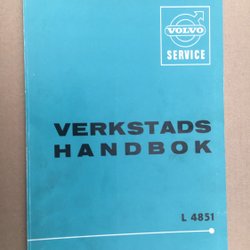 VOLVO
SERVICE
VERKSTADS
HANDBOK
L 4851